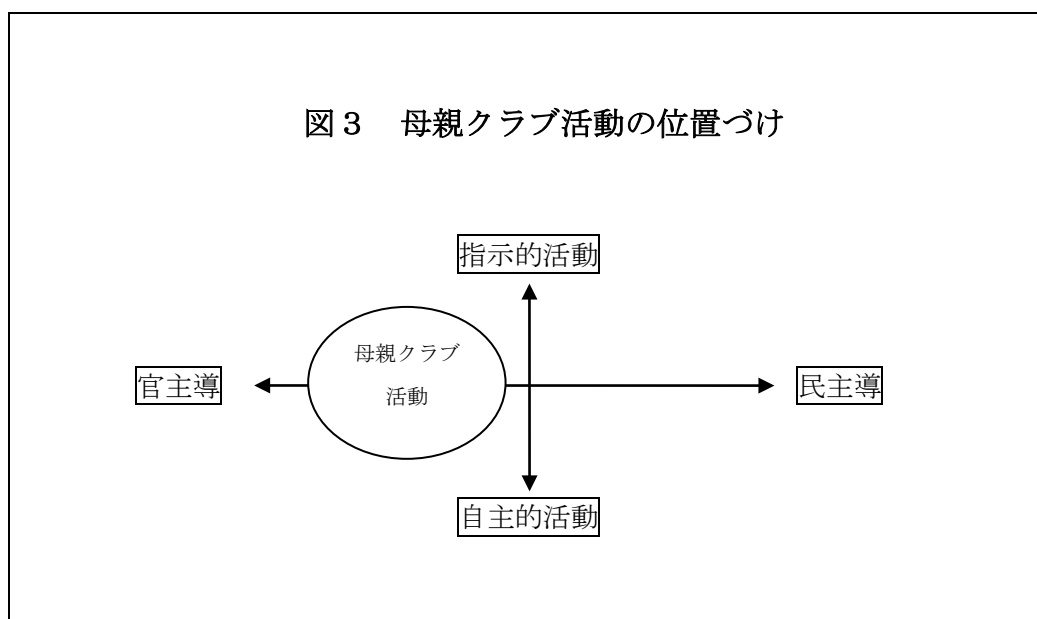 図３　母親クラブ活動の位置づけ
指示的活動
母親クラブ
活動
官主導
民主導
自主的活動